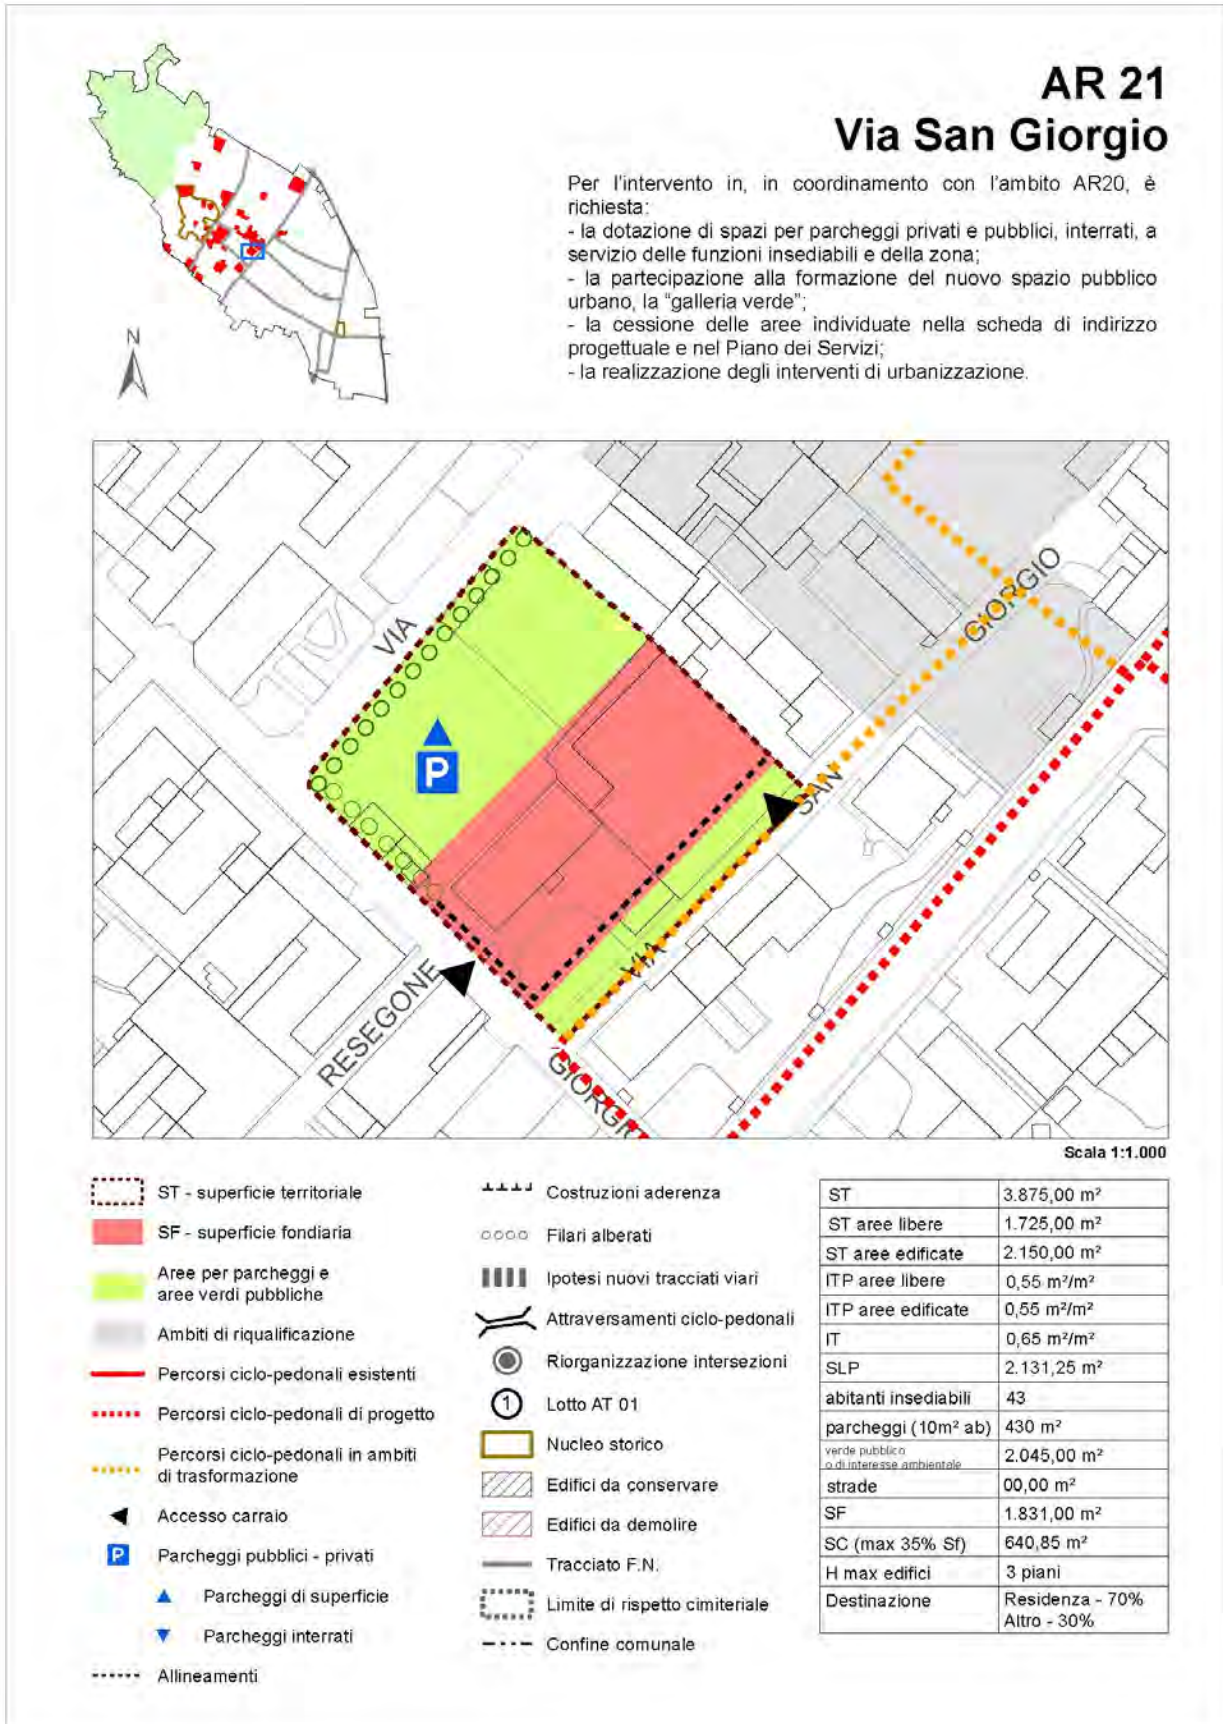 AR 21
Via San Giorgio
Per l'intervento in, in coordinamento con l'ambito AR20, è
richiesta:
- la dotazione di spazi per parcheggi privati e pubblici, interrati, a
servizio delle funzioni insediabili e della zona;
- la partecipazione alla formazione del nuovo spazio pubblico
urbano, la "galleria verde";
- la cessione delle aree individuate nella scheda di indirizzo
progettuale e nel Piano dei Servizi;
- la realizzazione degli interventi di urbanizzazione.
N
VIA
GIORGIO
P
SAN
VIA
RESEGONE
GIORGIO
Scala 1:1.000
ST - superficie territoriale
SF - superficie fondiaria
Aree per parcheggi e
aree verdi pubbliche
Ambiti di riqualificazione
Percorsi ciclo-pedonali esistenti
Percorsi ciclo-pedonali di progetto
Percorsi ciclo-pedonali in ambiti
di trasformazione
Accesso carraio
P Parcheggi pubblici - privati
Parcheggi di superficie
Parcheggi interrati
Allineamenti
Costruzioni aderenza
Filari alberati
Ipotesi nuovi tracciati viari
Attraversamenti ciclo-pedonali
Riorganizzazione intersezioni
1 Lotto AT 01
Nucleo storico
Edifici da conservare
Edifici da demolire
Tracciato F.N.
Limite di rispetto cimiteriale
Confine comunale
ST 3.875,00 m²
ST aree libere 1.725,00 m²
ST aree edificate 2.150,00 m²
ITP aree libere 0,55 m²/m²
ITP aree edificate 0,55 m²/m²
IT 0,65 m²/m²
SLP 2.131,25 m²
abitanti insediabili 43
parcheggi (10m² ab) 430 m²
verde pubblico
o di interesse ambientale 2.045,00 m²
strade 00,00 m²
SF 1.831,00 m²
SC (max 35% Sf) 640,85 m²
H max edifici 3 piani
Destinazione Residenza - 70%
Altro - 30%